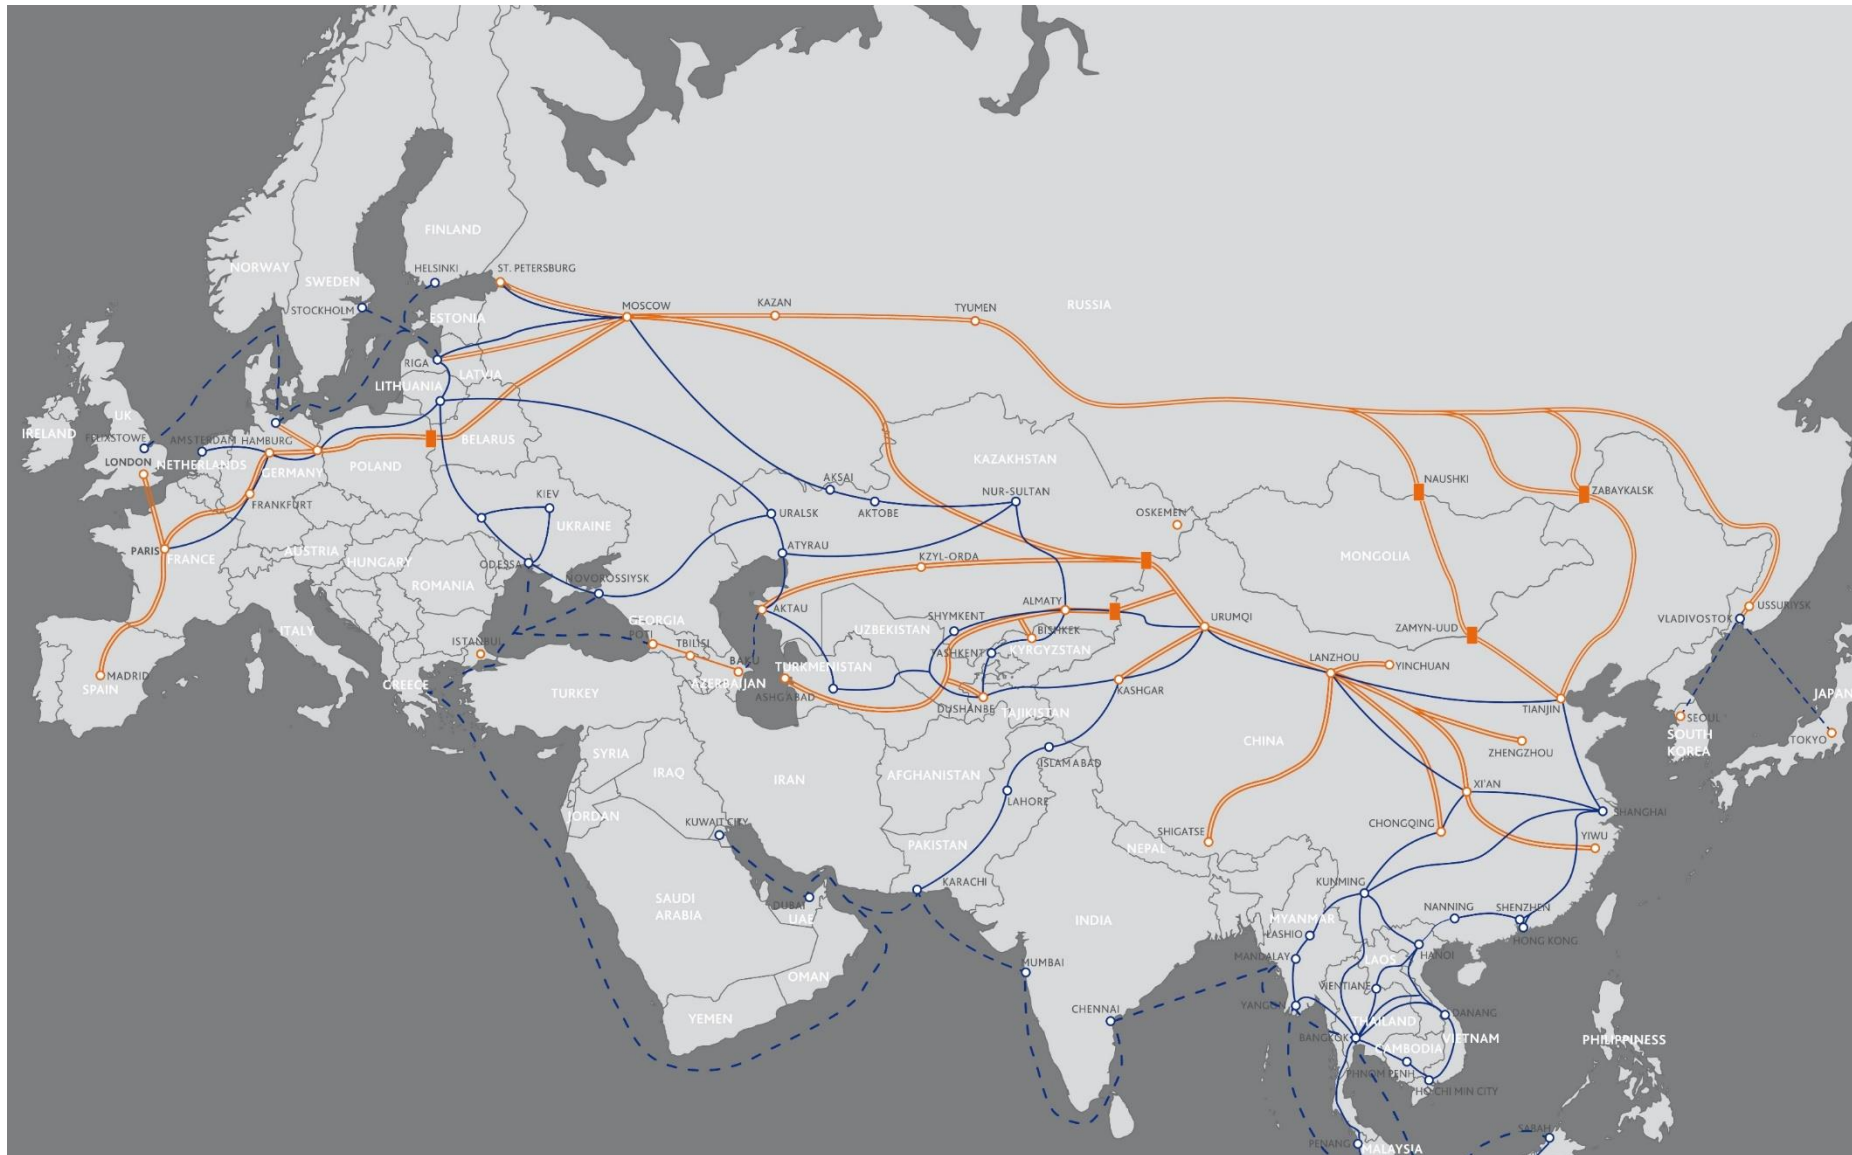 FINLAND
NORWAY
HELSINKI
ST. PETERSBURG
SWEDEN
STOCKHOLM
MOSCOW
KAZAN
TYUMEN
RUSSIA
ESTONIA
RIGA
LATVIA
LITHUANIA
UK
IRELAND
FELIXSTOWE
AMSTERDAM
HAMBURG
BELARUS
LONDON
NETHERLANDS
GERMANY
POLAND
KAZAKHSTAN
AKSAI
NAUSHKI
ZABAYKALSK
FRANKFURT
KIEV
NUR-SULTAN
AKTOBE
URALSK
OSKEMEN
UKRAINE
PARIS
FRANCE
AUSTRIA
HUNGARY
ODESSA
ATYRAU
KZYL-ORDA
MONGOLIA
ROMANIA
NOVOROSSIYSK
AKTAU
SHYMKENT
ALMATY
URUMQI
USSURIYSK
VLADIVOSTOK
GEORGIA
POTI
ITALY
ISTANBUL
TBILISI
UZBEKISTAN
BISHKEK
ZAMYN-UUD
TASHKENT
KYRGYZSTAN
LANZHOU
YINCHUAN
MADRID
SPAIN
GREECE
BAKU
AZERBAIJAN
TURKMENISTAN
ASHGABAD
TURKEY
KASHGAR
DUSHANBE
TAJIKISTAN
TIANJIN
JAPAN
SEOUL
SOUTH
KOREA
TOKYO
SYRIA
IRAQ
IRAN
AFGHANISTAN
ISLAMABAD
CHINA
ZHENGZHOU
LAHORE
XI'AN
JORDAN
KUWAIT CITY
PAKISTAN
SHIGATSE
NEPAL
CHONGQING
SHANGHAI
YIWU
KARACHI
KUNMING
SAUDI
ARABIA
DUBAI
UAE
INDIA
MYANMAR
NANNING
SHENZHEN
LASHIO
HONG KONG
MUMBAI
MANDALAY
LAOS
HANOI
OMAN
VIENTIANE
YEMEN
CHENNAI
YANGON
THAILAND
DANANG
BANGKOK
CAMBODIA
VIETNAM
PHILIPPINESS
PHNOM PENH
HO CHI MIN CITY
SABAH
PENANG
MALAYSIA